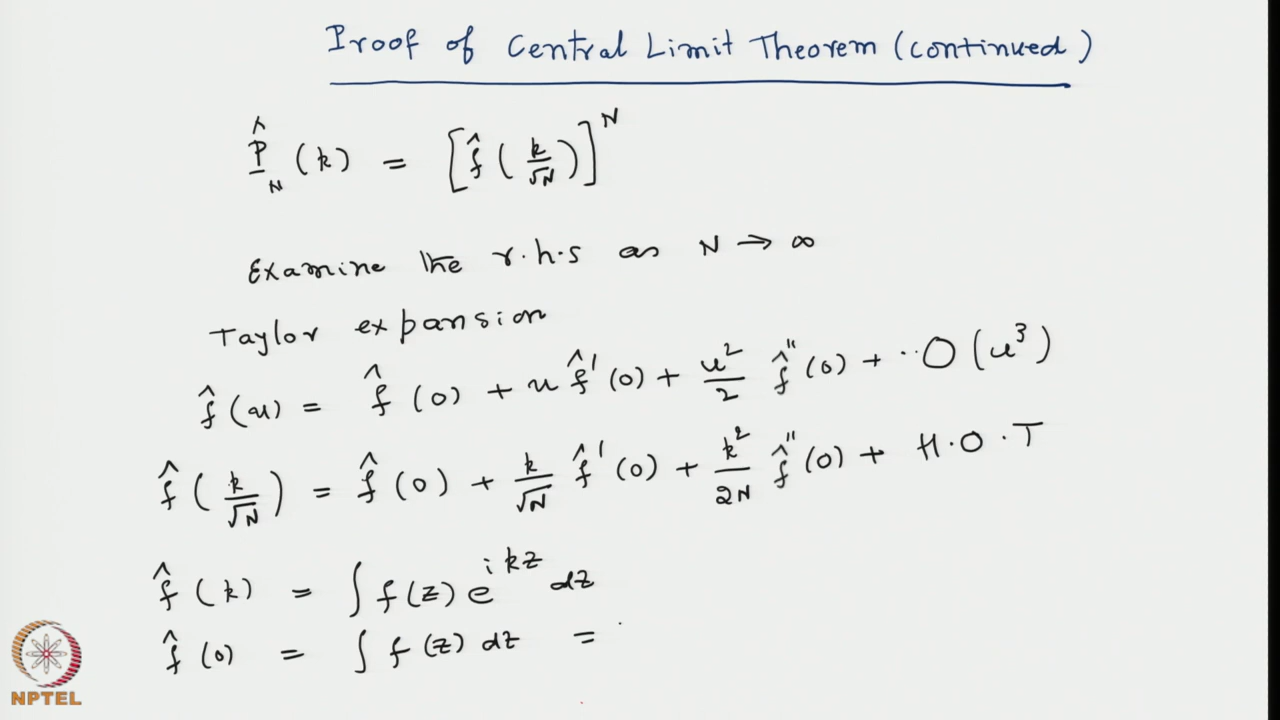 Proof of Central Limit Theorem (continued)
P̂_N (k) = [f̂(k/√N)]^N
Examine the r.h.s as N → ∞
Taylor expansion
f̂(u) = f̂(0) + u f̂'(0) + u²/2 f̂''(0) + ·· O(u³)
f̂(k/√N) = f̂(0) + k/√N f̂'(0) + k²/2N f̂''(0) + H.O.T
f̂(k) = ∫ f(z) e^{ikz} dz
f̂(0) = ∫ f(z) dz =
NPTEL